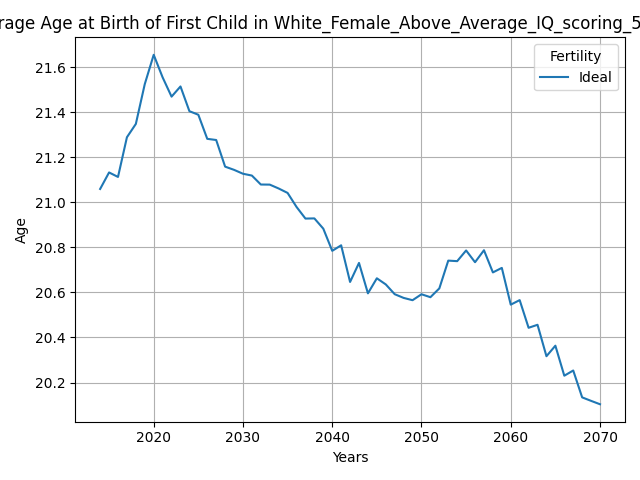 rage Age at Birth of First Child in White_Female_Above_Average_IQ_scoring_5
Fertility
Ideal
21.6
21.4
21.2
21.0
20.8
20.6
20.4
20.2
Age
2020 2030 2040 2050 2060 2070
Years